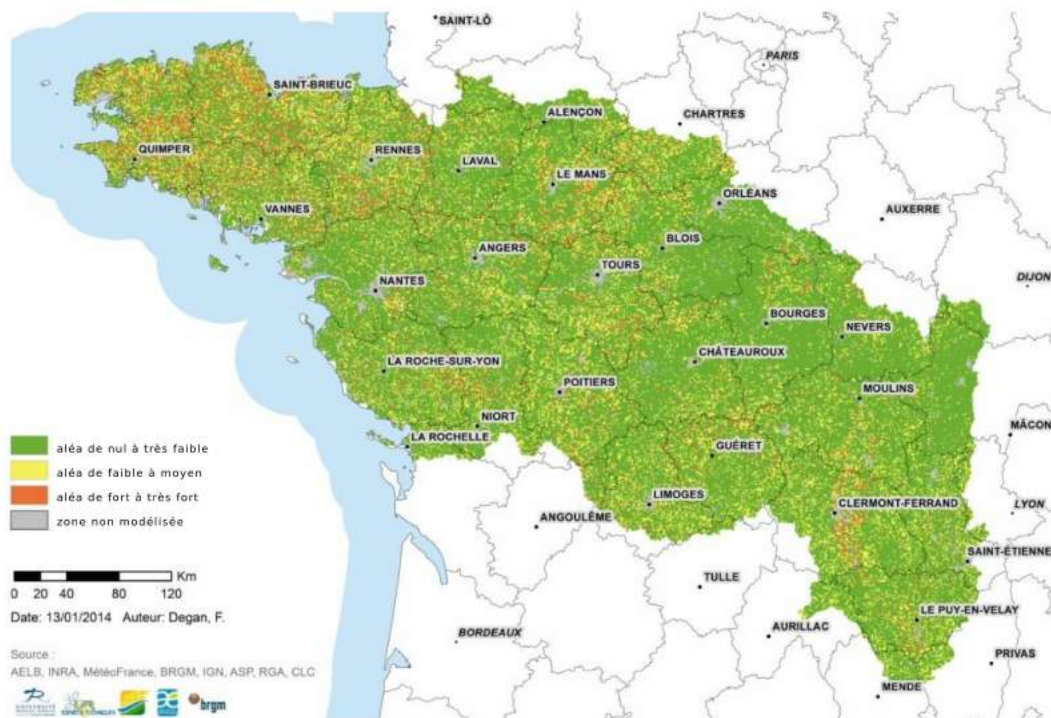 SAINT-LÔ
PARIS
SAINT-BRIEUC
ALENÇON
CHARTRES
QUIMPER
RENNES
LAVAL
LE MANS
ORLÉANS
VANNES
AUXERRE
ANGERS
BLOIS
TOURS
DIJON
NANTES
BOURGES
NEVERS
CHÂTEAUROUX
LA ROCHE-SUR-YON
POITIERS
MOULINS
NIORT
MÂCON
LA ROCHELLE
GUÉRET
aléa de nul à très faible
aléa de faible à moyen
aléa de fort à très fort
zone non modélisée
LIMOGES
CLERMONT-FERRAND
LYON
ANGOULÊME
SAINT-ÉTIENNE
TULLE
LE PUY-EN-VELAY
BORDEAUX
AURILLAC
PRIVAS
MENDE
Km
0 20 40 80 120
Date: 13/01/2014 Auteur: Degan, F.
Source :
AELB, INRA, MétéoFrance, BRGM, IGN, ASP, RGA, CLC
UNIVERSITÉ
brgm